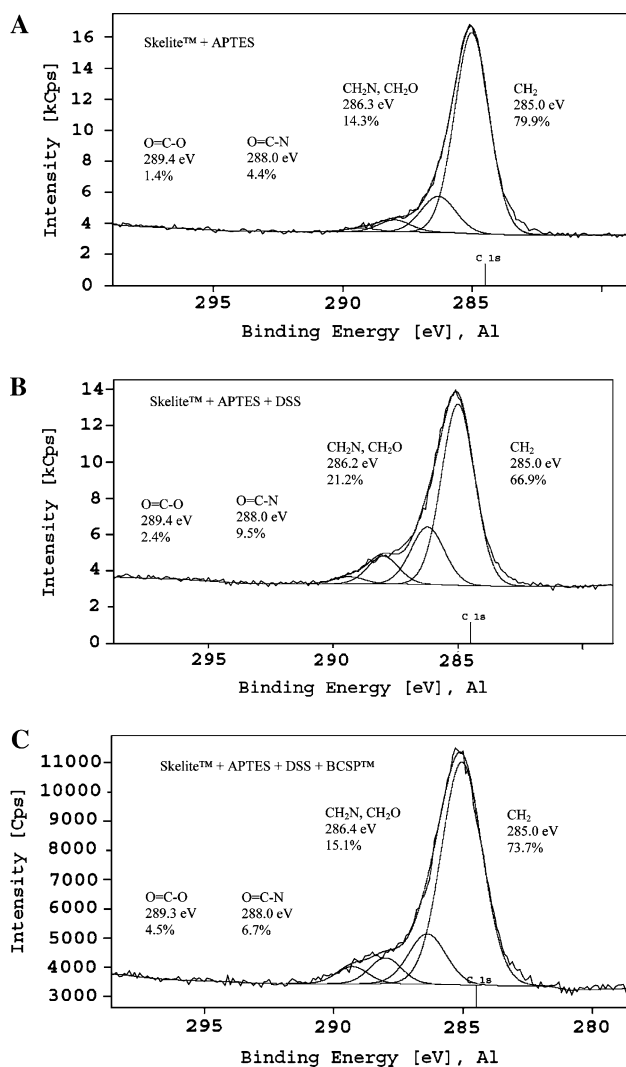 A
Skelite™ + APTES
Intensity [kCps]
16
14
12
10
8
6
4
2
0
O=C-O
289.4 eV
1.4%
O=C-N
288.0 eV
4.4%
CH₂N, CH₂O
286.3 eV
14.3%
CH₂
285.0 eV
79.9%
C 1s
295 290 285
Binding Energy [eV], Al
B
Skelite™ + APTES + DSS
Intensity [kCps]
14
12
10
8
6
4
2
0
O=C-O
289.4 eV
2.4%
O=C-N
288.0 eV
9.5%
CH₂N, CH₂O
286.2 eV
21.2%
CH₂
285.0 eV
66.9%
C 1s
295 290 285
Binding Energy [eV], Al
C
Skelite™ + APTES + DSS + BCSP™
Intensity [Cps]
11000
10000
9000
8000
7000
6000
5000
4000
3000
O=C-O
289.3 eV
4.5%
O=C-N
288.0 eV
6.7%
CH₂N, CH₂O
286.4 eV
15.1%
CH₂
285.0 eV
73.7%
C 1s
295 290 285 280
Binding Energy [eV], Al